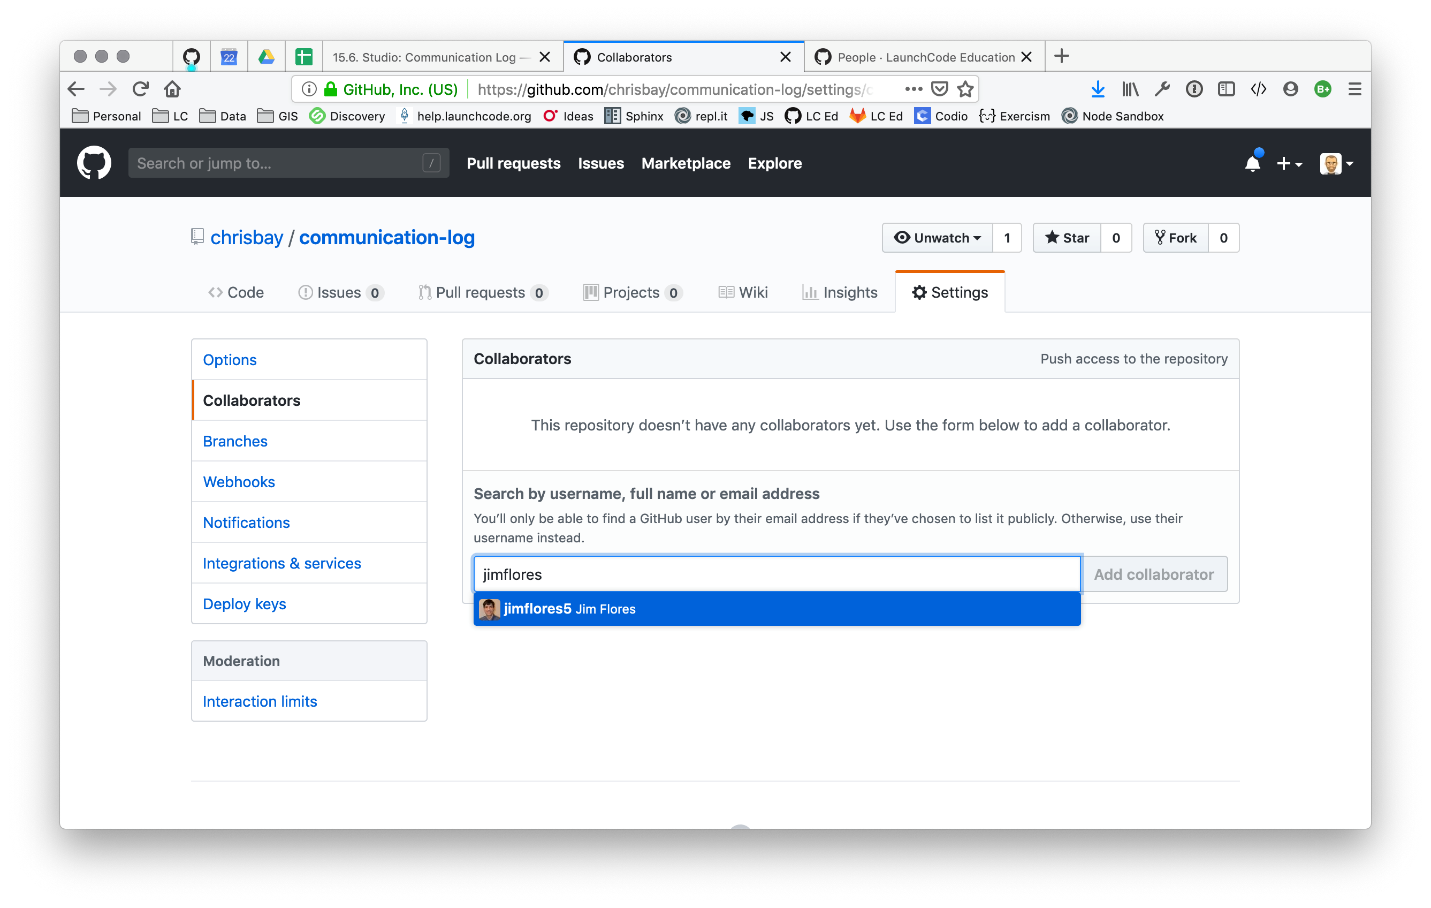 22
15.6. Studio: Communication Log —
Collaborators
People · LaunchCode Education
GitHub, Inc. (US)
https://github.com/chrisbay/communication-log/settings/c
Personal
LC
Data
GIS
Discovery
help.launchcode.org
Ideas
Sphinx
repl.it
JS
LC Ed
LC Ed
Codio
{·/} Exercism
Node Sandbox
Search or jump to...
/
Pull requests
Issues
Marketplace
Explore
chrisbay / communication-log
Unwatch 1
Star 0
Fork 0
Code
Issues 0
Pull requests 0
Projects 0
Wiki
Insights
Settings
Options
Collaborators
Branches
Webhooks
Notifications
Integrations & services
Deploy keys
Moderation
Interaction limits
Collaborators
Push access to the repository
This repository doesn’t have any collaborators yet. Use the form below to add a collaborator.
Search by username, full name or email address
You’ll only be able to find a GitHub user by their email address if they’ve chosen to list it publicly. Otherwise, use their
username instead.
jimflores
Add collaborator
jimflores5 Jim Flores